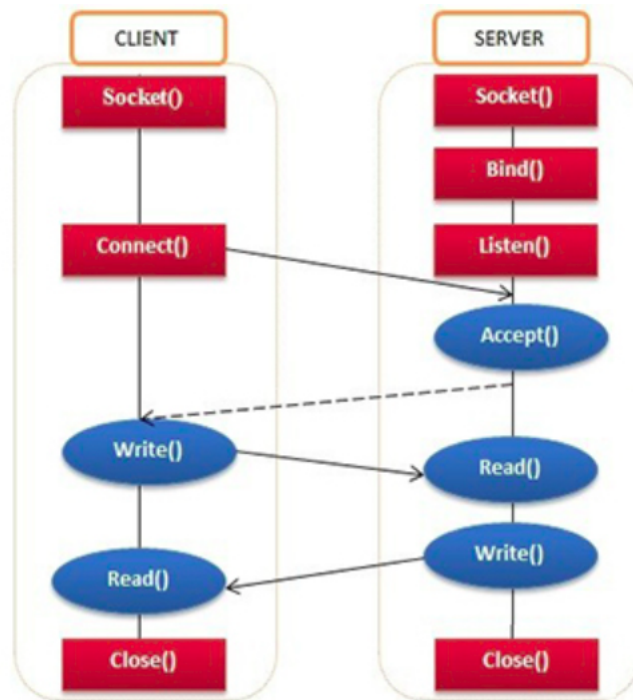 CLIENT
Socket()
Connect()
Write()
Read()
Close()
SERVER
Socket()
Bind()
Listen()
Accept()
Read()
Write()
Close()